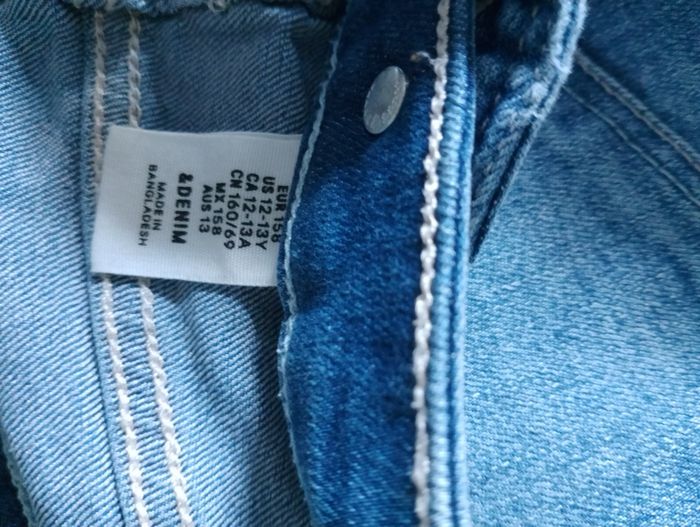 EUR 158
US 12-13Y
CA 12-13A
CN 160/69
MX 158
AUS 13
&DENIM
MADE IN
BANGLADESH